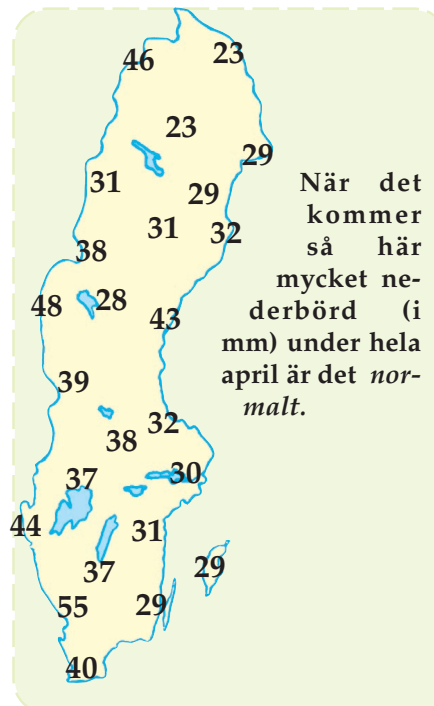 46 23
23
29
31 29
31 32
38
48 28
43
39
32
38
37 30
44 31
37 29
55 29
40
När det
kommer
så här
mycket ne-
derbörd (i
mm) under hela
april är det nor-
malt.